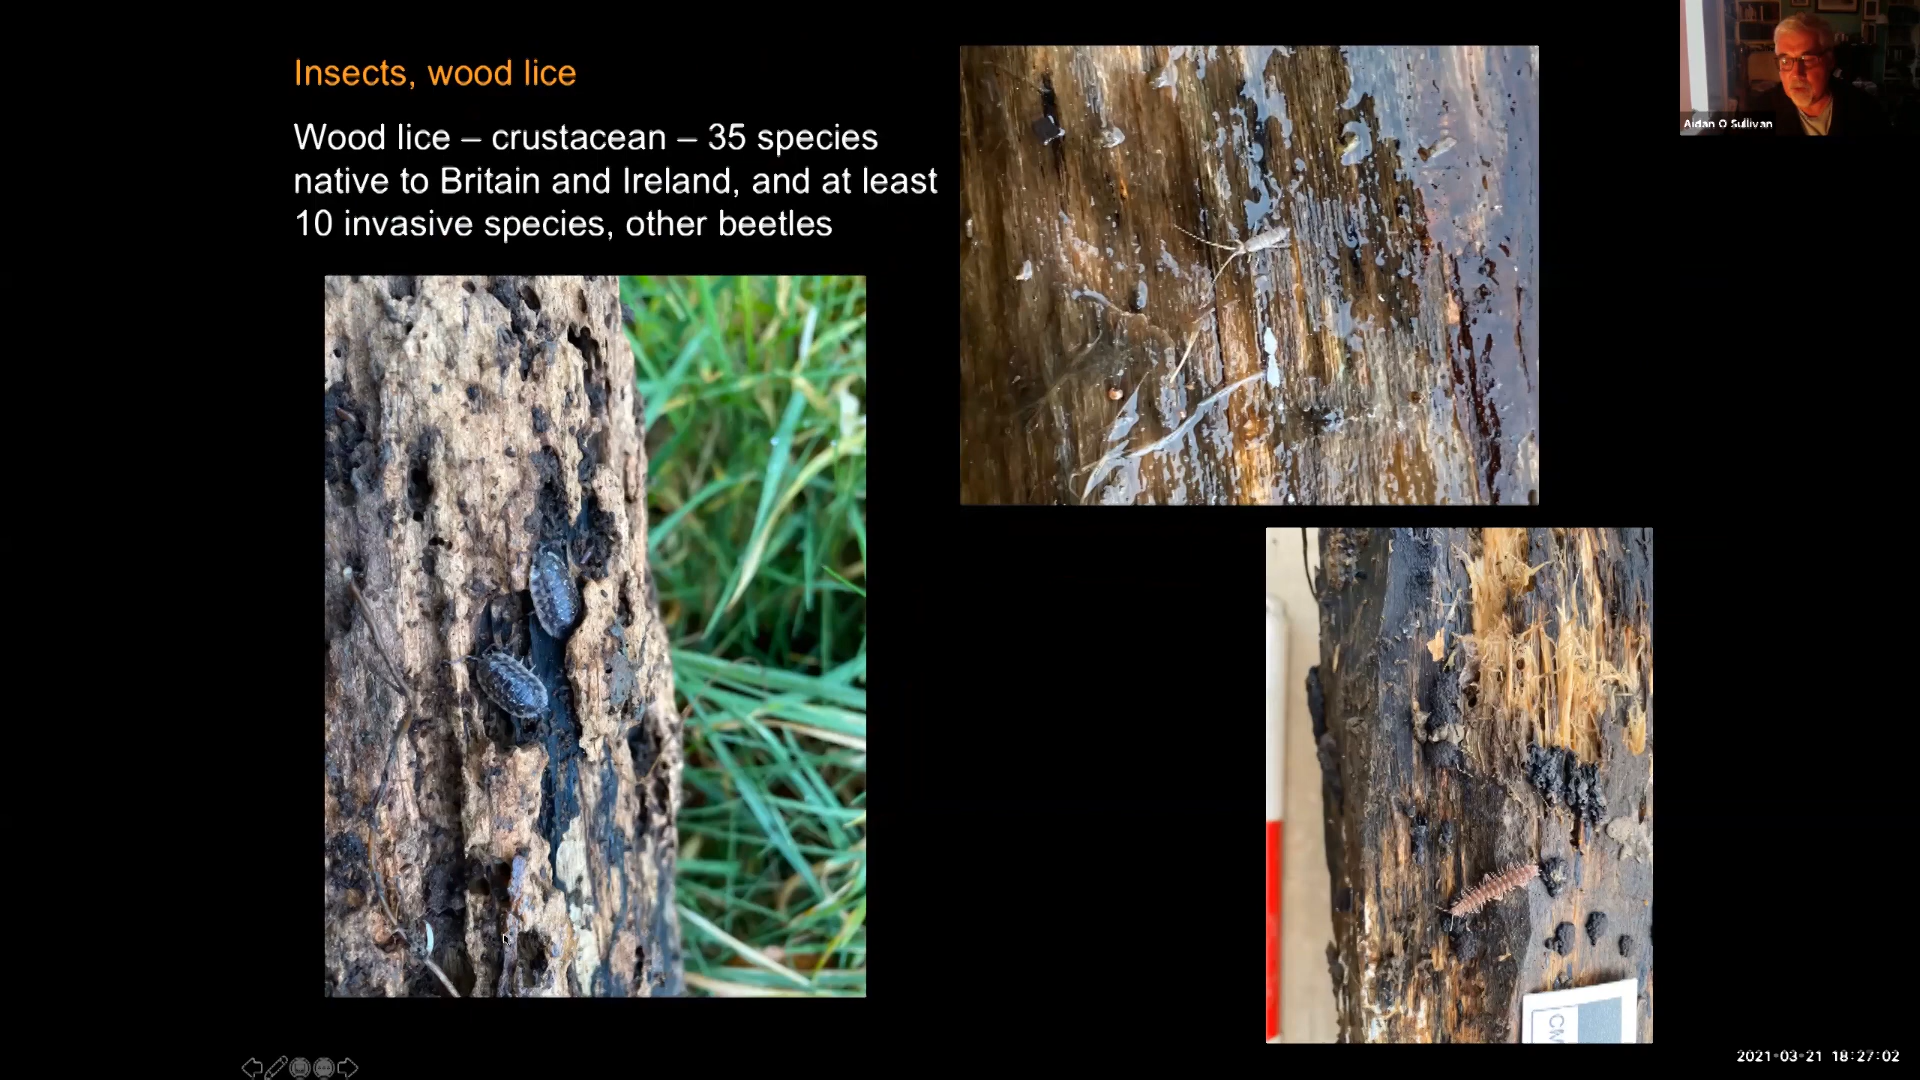 Insects, wood lice
Wood lice – crustacean – 35 species
native to Britain and Ireland, and at least
10 invasive species, other beetles
Aidan O Sullivan
CM
2021-03-21 18:27:02